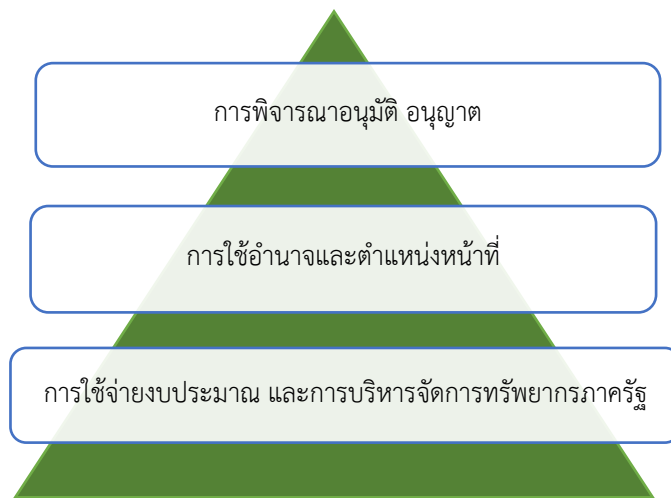 การพิจารณาอนุมัติ อนุญาต
การใช้อำนาจและตำแหน่งหน้าที่
การใช้จ่ายงบประมาณ และการบริหารจัดการทรัพยากรภาครัฐ